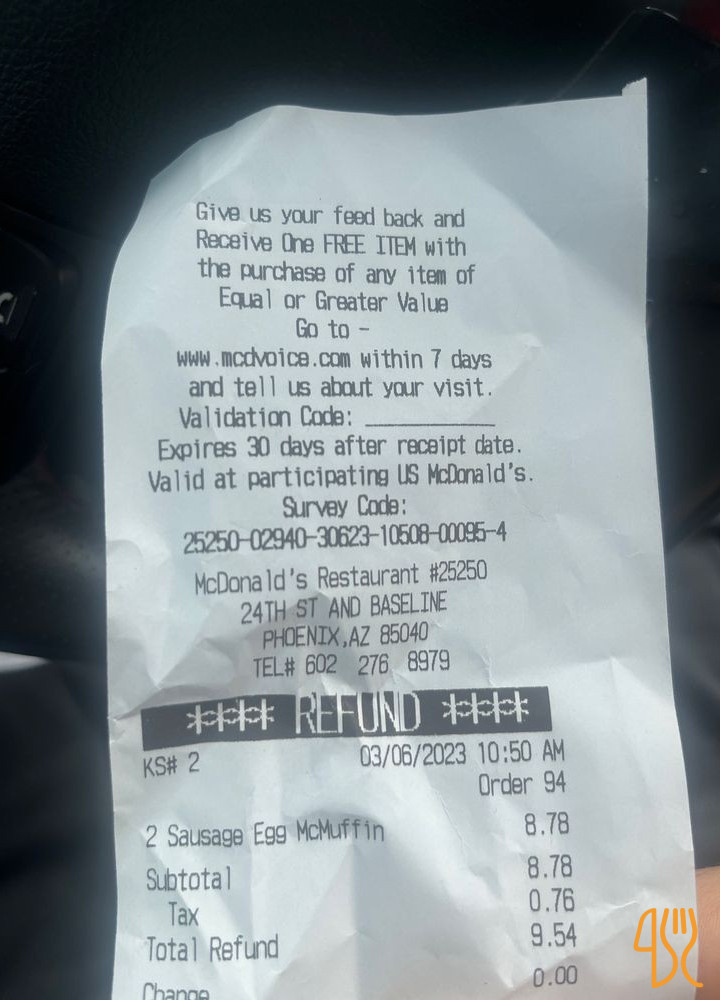 Give us your feed back and
Receive One FREE ITEM with
the purchase of any item of
Equal or Greater Value
Go to -
www.mcdvoice.com within 7 days
and tell us about your visit.
Validation Code: ____________
Expires 30 days after receipt date.
Valid at participating US McDonald's.
Survey Code:
25250-02940-30623-10508-00095-4
McDonald's Restaurant #25250
24TH ST AND BASELINE
PHOENIX,AZ 85040
TEL# 602 276 8979
**** REFUND ****
KS# 2 03/06/2023 10:50 AM
Order 94
2 Sausage Egg McMuffin 8.78
Subtotal 8.78
Tax 0.76
Total Refund 9.54
Change 0.00